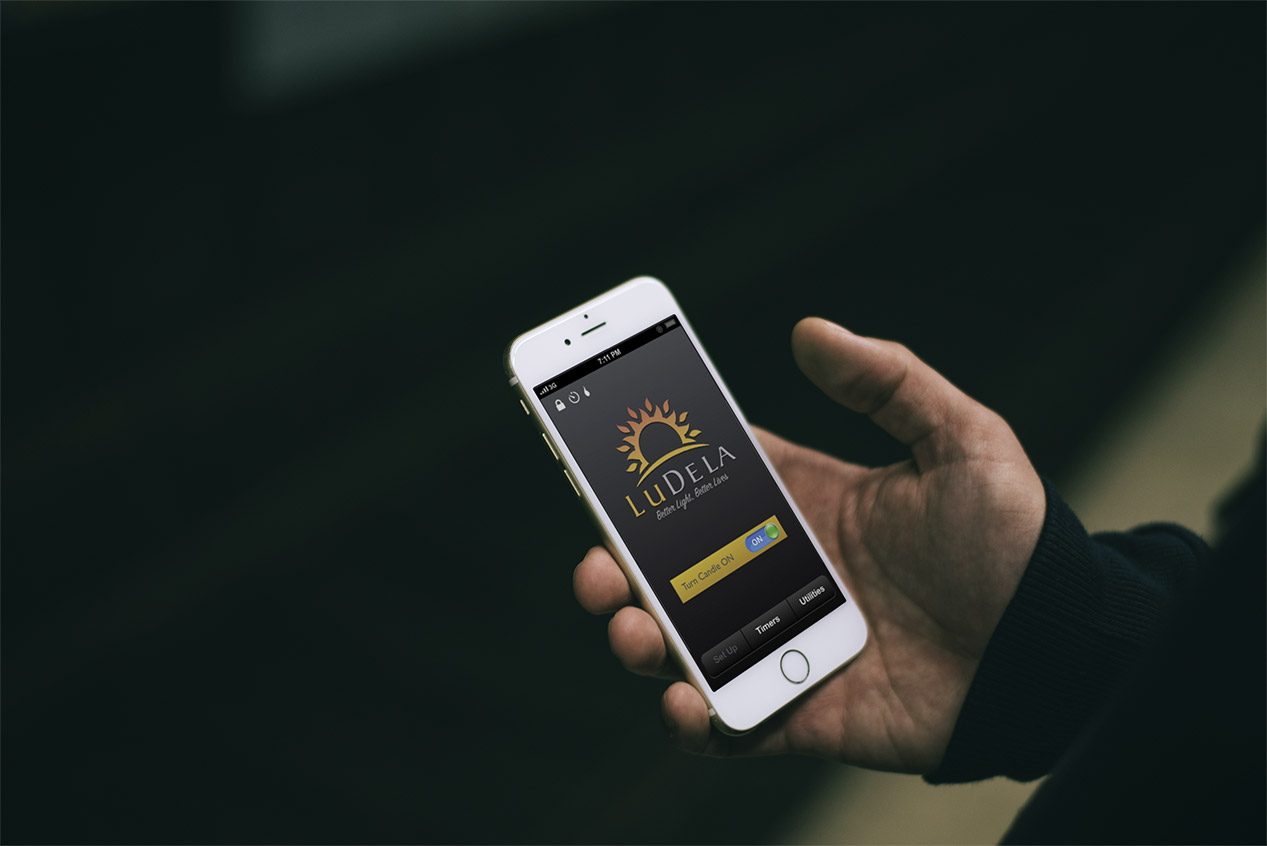 3G
7:11 PM
LUDELA
Better Light. Better Lives
Turn Candle ON
ON
Set Up
Timers
Utilities